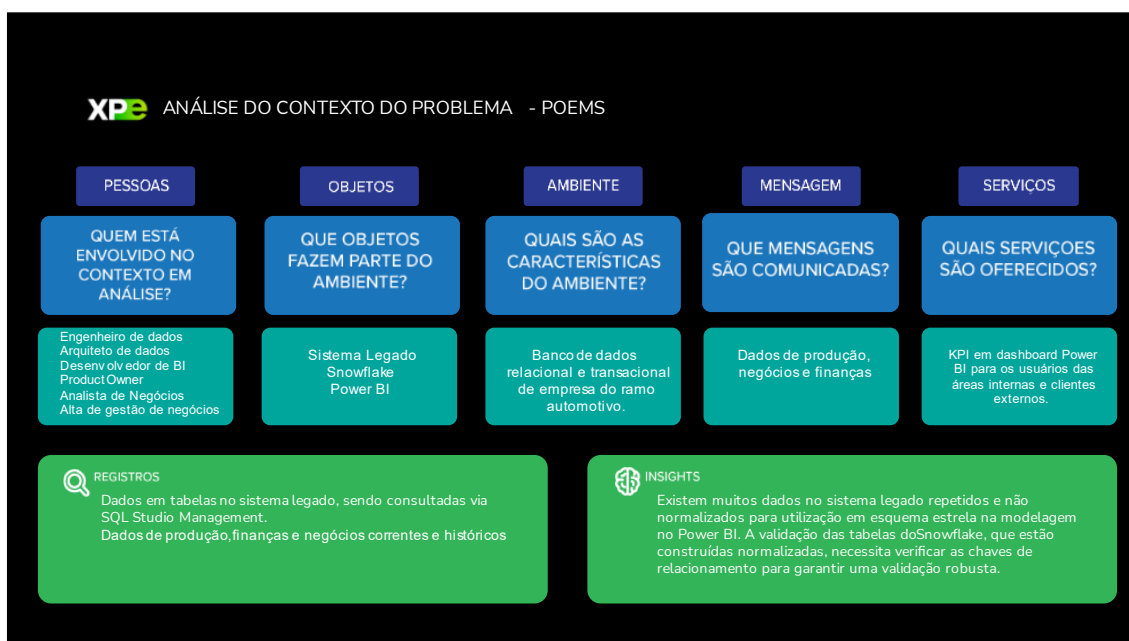 XPe ANÁLISE DO CONTEXTO DO PROBLEMA - POEMS
PESSOAS
OBJETOS
AMBIENTE
MENSAGEM
SERVIÇOS
QUEM ESTÁ
ENVOLVIDO NO
CONTEXTO EM
ANÁLISE?
QUE OBJETOS
FAZEM PARTE DO
AMBIENTE?
QUAIS SÃO AS
CARACTERÍSTICAS
DO AMBIENTE?
QUE MENSAGENS
SÃO COMUNICADAS?
QUAIS SERVIÇOES
SÃO OFERECIDOS?
Engenheiro de dados
Arquiteto de dados
Desenvolvedor de BI
Product Owner
Analista de Negócios
Alta de gestão de negócios
Sistema Legado
Snowflake
Power BI
Banco de dados
relacional e transacional
de empresa do ramo
automotivo.
Dados de produção,
negócios e finanças
KPI em dashboard Power
BI para os usuários das
áreas internas e clientes
externos.
REGISTROS
Dados em tabelas no sistema legado, sendo consultadas via
SQL Studio Management.
Dados de produção,finanças e negócios correntes e históricos
INSIGHTS
Existem muitos dados no sistema legado repetidos e não
normalizados para utilização em esquema estrela na modelagem
no Power BI. A validação das tabelas doSnowflake, que estão
construídas normalizadas, necessita verificar as chaves de
relacionamento para garantir uma validação robusta.